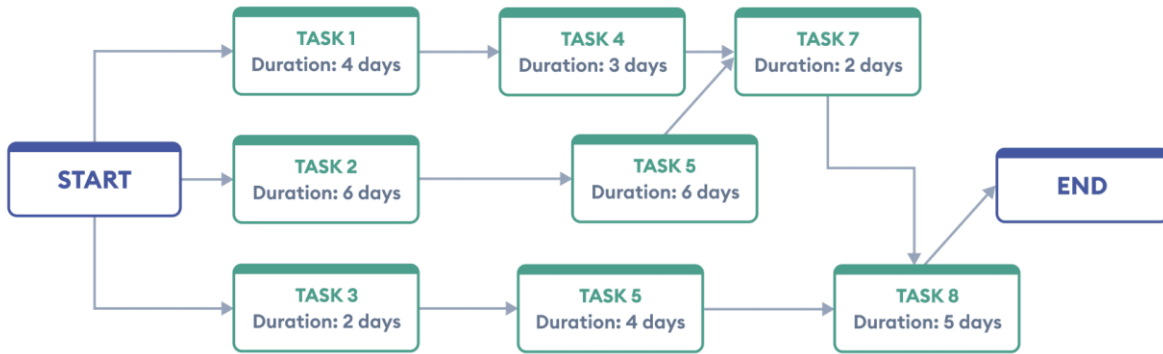 TASK 1
Duration: 4 days
TASK 4
Duration: 3 days
TASK 7
Duration: 2 days
START
TASK 2
Duration: 6 days
TASK 5
Duration: 6 days
END
TASK 3
Duration: 2 days
TASK 5
Duration: 4 days
TASK 8
Duration: 5 days